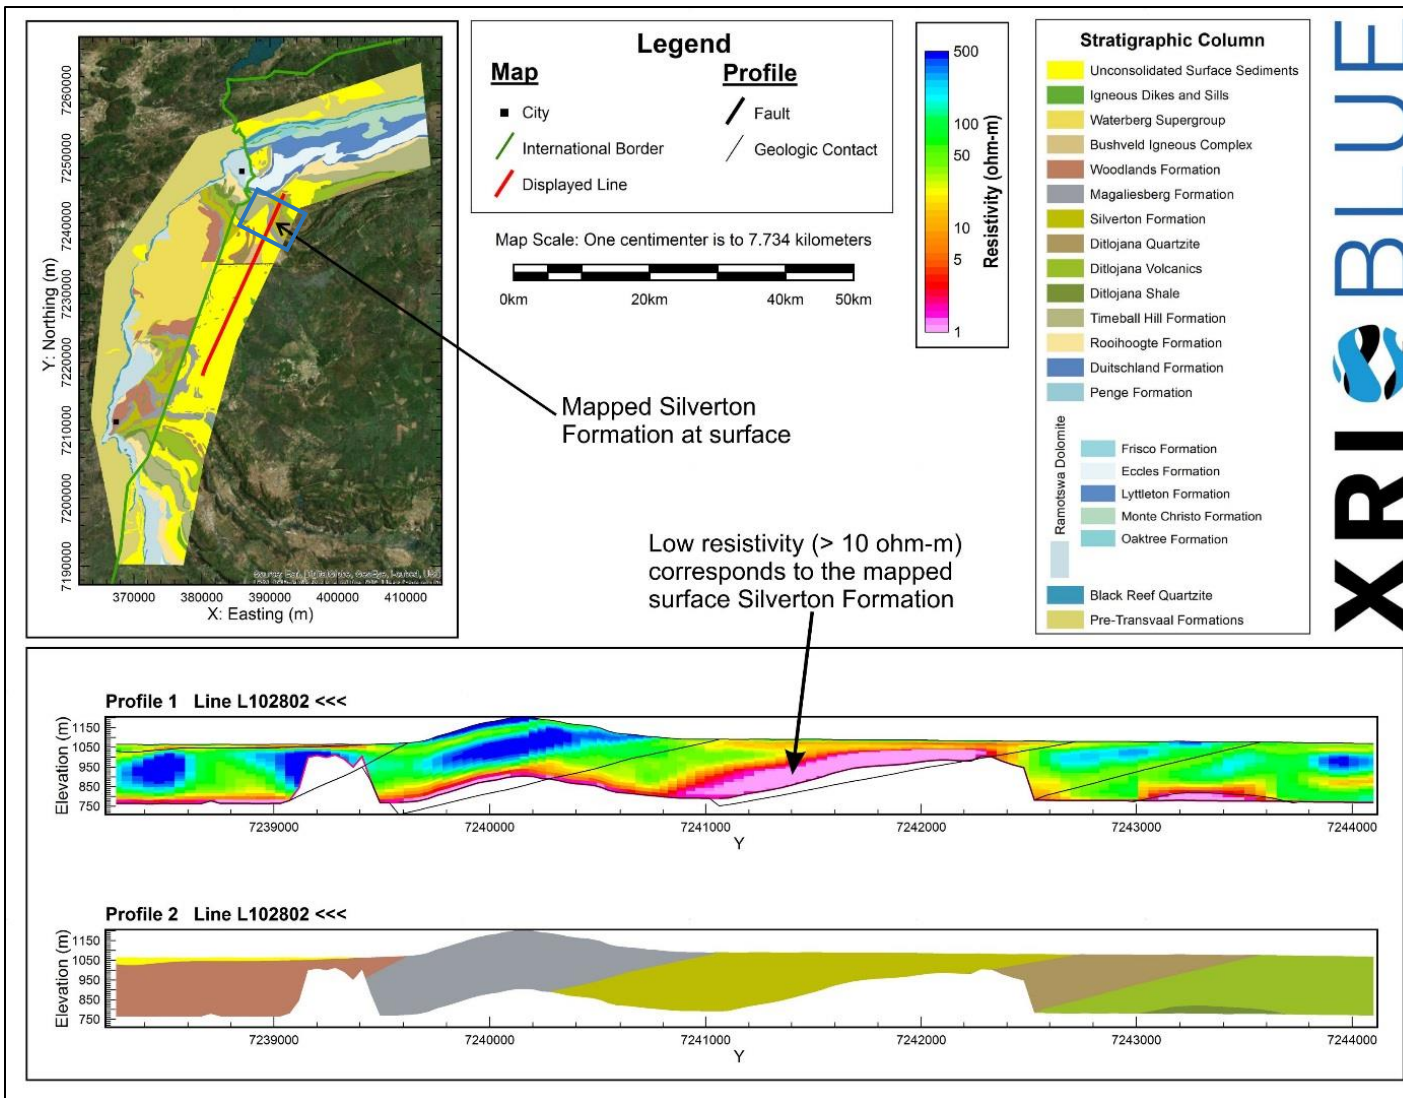 7260000
7250000
7240000
7230000
7220000
7210000
7200000
7190000
Y: Northing (m)
370000 380000 390000 400000 410000
X: Easting (m)
Legend
Map
City
International Border
Displayed Line
Profile
Fault
Geologic Contact
Map Scale: One centimenter is to 7.734 kilometers
0km 20km 40km 50km
Resistivity (ohm-m)
500
100
50
10
5
1
Stratigraphic Column
Unconsolidated Surface Sediments
Igneous Dikes and Sills
Waterberg Supergroup
Bushveld Igneous Complex
Woodlands Formation
Magaliesberg Formation
Silverton Formation
Ditlojana Quartzite
Ditlojana Volcanics
Ditlojana Shale
Timeball Hill Formation
Rooihoogte Formation
Duitschland Formation
Penge Formation
Ramotswa Dolomite
Frisco Formation
Eccles Formation
Lyttleton Formation
Monte Christo Formation
Oaktree Formation
Black Reef Quartzite
Pre-Transvaal Formations
XRI BLUE
Mapped Silverton
Formation at surface
Low resistivity (> 10 ohm-m)
corresponds to the mapped
surface Silverton Formation
Profile 1 Line L102802 <<<
Elevation (m)
1150
1050
950
850
750
7239000 7240000 7241000 7242000 7243000 7244000
Y
Profile 2 Line L102802 <<<
Elevation (m)
1150
1050
950
850
750
7239000 7240000 7241000 7242000 7243000 7244000
Y